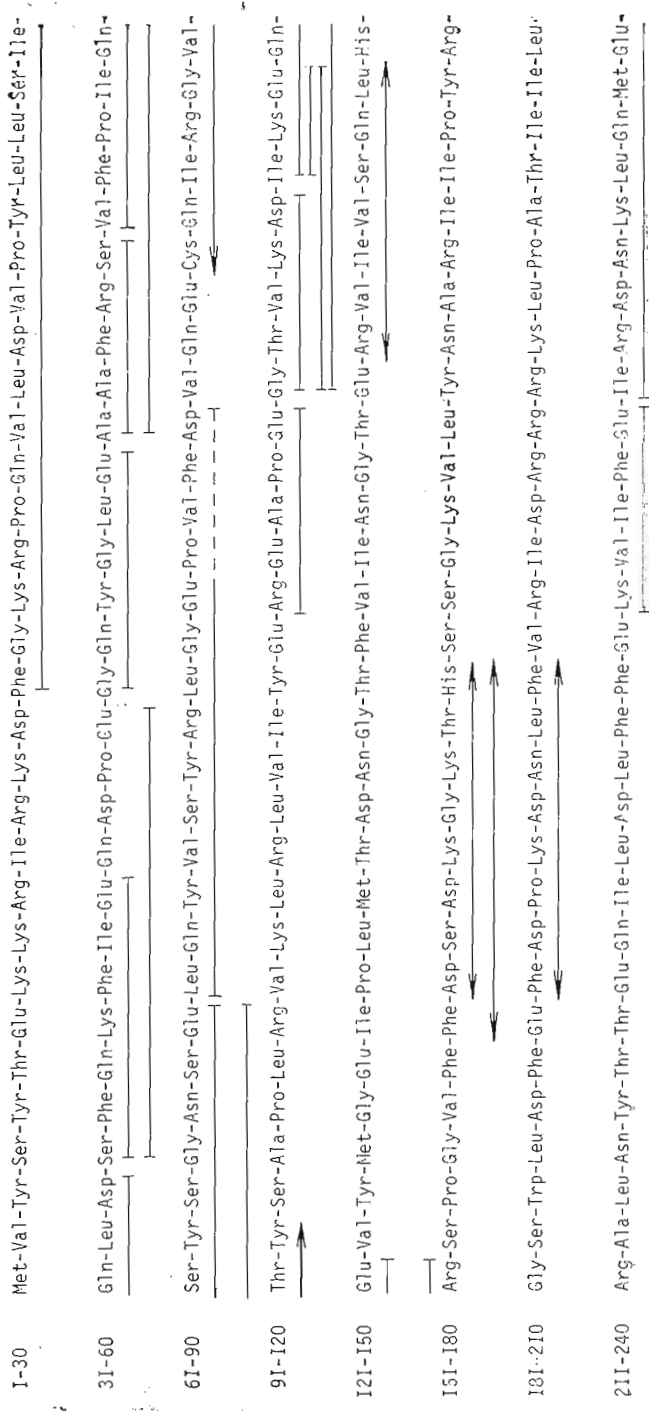 I-30 Met-Val-Tyr-Ser-Tyr-Thr-Glu-Lys-Lys-Arg-Ile-Arg-Lys-Asp-Phe-Gly-Lys-Arg-Pro-Gln-Val-Leu-Asp-Val-Pro-Tyr-Leu-Leu-Ser-Ile-
3I-60 Gln-Leu-Asp-Ser-Phe-Gln-Lys-Phe-Ile-Glu-Gln-Asp-Pro-Glu-Gly-Gln-Tyr-Gly-Leu-Glu-Ala-Ala-Phe-Arg-Ser-Val-Phe-Pro-Ile-Gln-
6I-90 Ser-Tyr-Ser-Gly-Asn-Ser-Glu-Leu-Gln-Tyr-Val-Ser-Tyr-Arg-Leu-Gly-Glu-Pro-Val-Phe-Asp-Val-Gln-Glu-Cys-Gln-Ile-Arg-Gly-Val-
9I-120 Thr-Tyr-Ser-Ala-Pro-Leu-Arg-Val-Lys-Leu-Arg-Leu-Val-Ile-Tyr-Glu-Arg-Glu-Ala-Pro-Glu-Gly-Thr-Val-Lys-Asp-Ile-Lys-Glu-Gln-
I2I-I50 Glu-Val-Tyr-Met-Gly-Glu-Ile-Pro-Leu-Met-Thr-Asp-Asn-Gly-Thr-Phe-Val-Ile-Asn-Gly-Thr-Glu-Arg-Val-Ile-Val-Ser-Gln-Leu-His-
I5I-I80 Arg-Ser-Pro-Gly-Val-Phe-Phe-Asp-Ser-Asp-Lys-Gly-Lys-Thr-His-Ser-Ser-Gly-Lys-Val-Leu-Tyr-Asn-Ala-Arg-Ile-Ile-Pro-Tyr-Arg-
I8I-210 Gly-Ser-Trp-Leu-Asp-Phe-Glu-Phe-Asp-Pro-Lys-Asp-Asn-Leu-Phe-Val-Arg-Ile-Asp-Arg-Arg-Arg-Lys-Leu-Pro-Ala-Thr-Ile-Ile-Leu-
2II-240 Arg-Ala-Leu-Asn-Tyr-Thr-Thr-Glu-Gln-Ile-Leu-Asp-Leu-Phe-Phe-Glu-Lys-Val-Ile-Phe-Glu-Ile-Arg-Asp-Asn-Lys-Leu-Gln-Met-Glu-